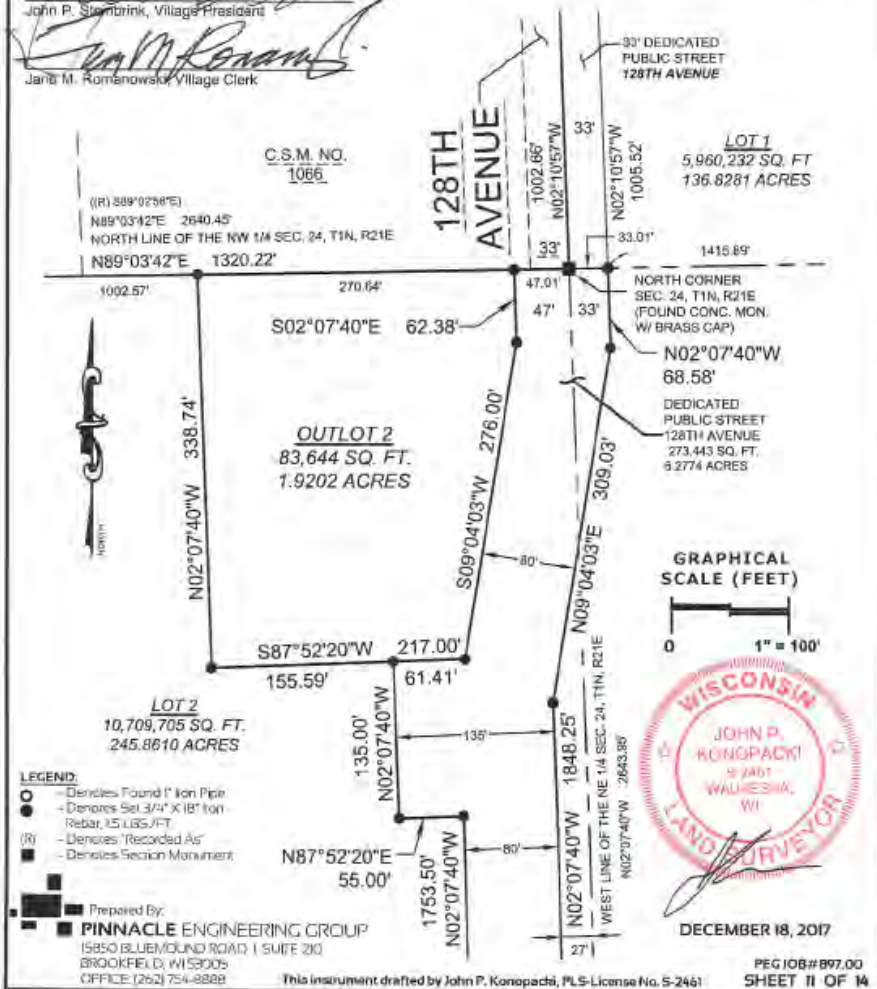 John P. Steinbrink, Village President
Jane M. Romanowski, Village Clerk
128TH
AVENUE
33' DEDICATED
PUBLIC STREET
128TH AVENUE
C.S.M. NO.
1066
1002.66'
N02°10'57"W
33'
N02°10'57"W
1005.52'
LOT 1
5,960,232 SQ. FT
136.8281 ACRES
((R) S89°02'56"E)
N89°03'42"E 2640.45'
NORTH LINE OF THE NW 1/4 SEC. 24, T1N, R21E
N89°03'42"E 1320.22'
33'
33.01'
1415.89'
1002.57'
270.64'
47.01'
47'
33'
NORTH CORNER
SEC. 24, T1N, R21E
(FOUND CONC. MON.
W/ BRASS CAP)
S02°07'40"E 62.38'
N02°07'40"W
68.58'
DEDICATED
PUBLIC STREET
128TH AVENUE
273,443 SQ. FT.
6.2774 ACRES
NORTH
338.74'
N02°07'40"W
OUTLOT 2
83,644 SQ. FT.
1.9202 ACRES
276.00'
S09°04'03"W
309.03'
N09°04'03"E
80'
GRAPHICAL
SCALE (FEET)
0 1" = 100'
S87°52'20"W 217.00'
155.59'
61.41'
LOT 2
10,709,705 SQ. FT.
245.8610 ACRES
135.00'
N02°07'40"W
135'
1848.25'
N02°07'40"W
WEST LINE OF THE NE 1/4 SEC. 24, T1N, R21E
N02°07'40"W 2643.95'
WISCONSIN
JOHN P.
KONOPACKI
S-2461
WAUKESHA,
WI
LAND SURVEYOR
LEGEND:
- Denotes Found 1" Iron Pipe
- Denotes Set 3/4" X 18" Iron
Rebar, 1.5 LBS/FT.
(R) - Denotes "Recorded As"
- Denotes Section Monument
N87°52'20"E
55.00'
1753.50'
N02°07'40"W
80'
27'
DECEMBER 18, 2017
Prepared By:
PINNACLE ENGINEERING GROUP
15850 BLUEMOUND ROAD | SUITE 210
BROOKFIELD, WI 53005
OFFICE: (262) 754-8888
This instrument drafted by John P. Konopacki, PLS-License No. S-2461
PEG JOB#897.00
SHEET 11 OF 14